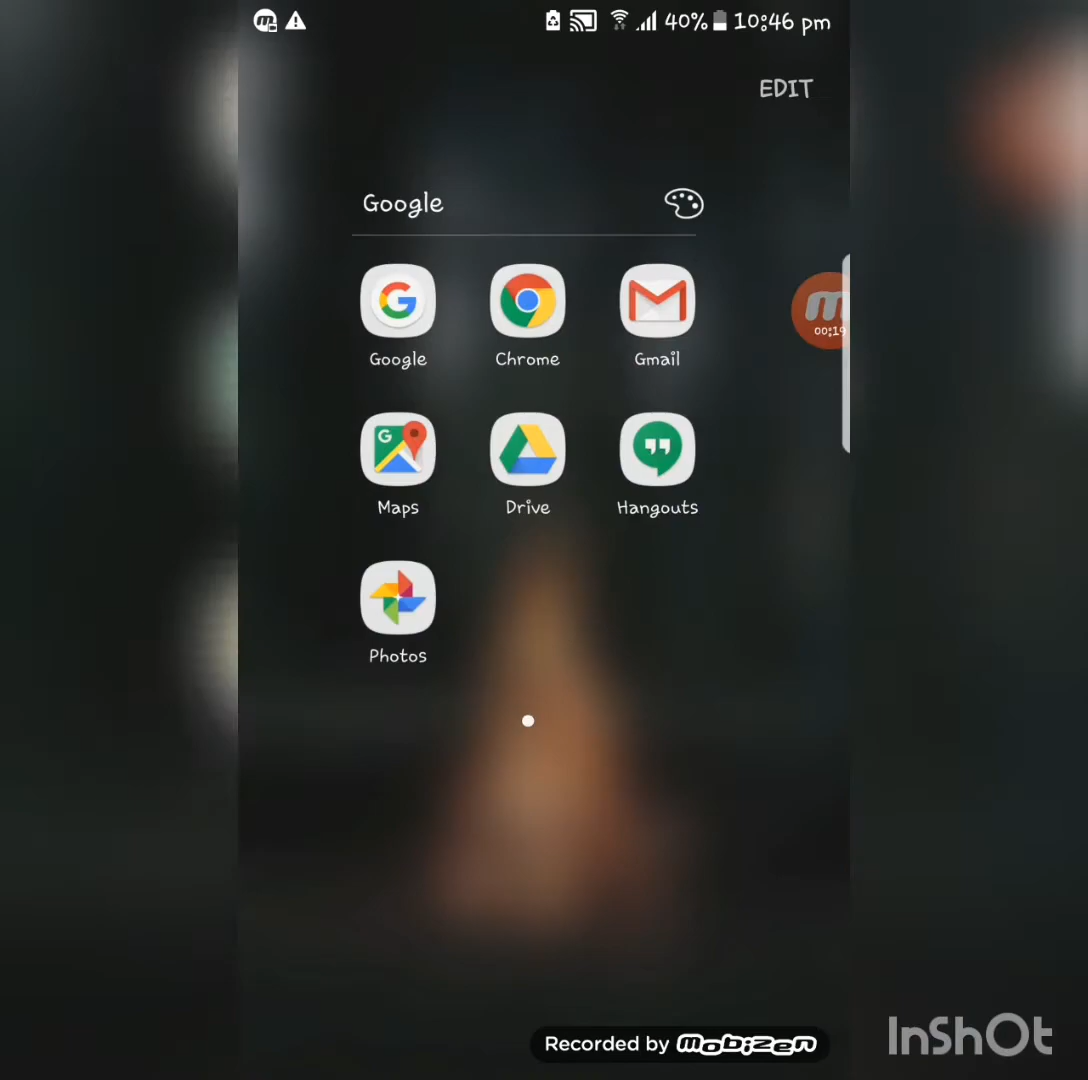 40% 10:46 pm
EDIT
Google
Google Chrome Gmail
00:19
Maps Drive Hangouts
Photos
Recorded by mobizen
InShOt